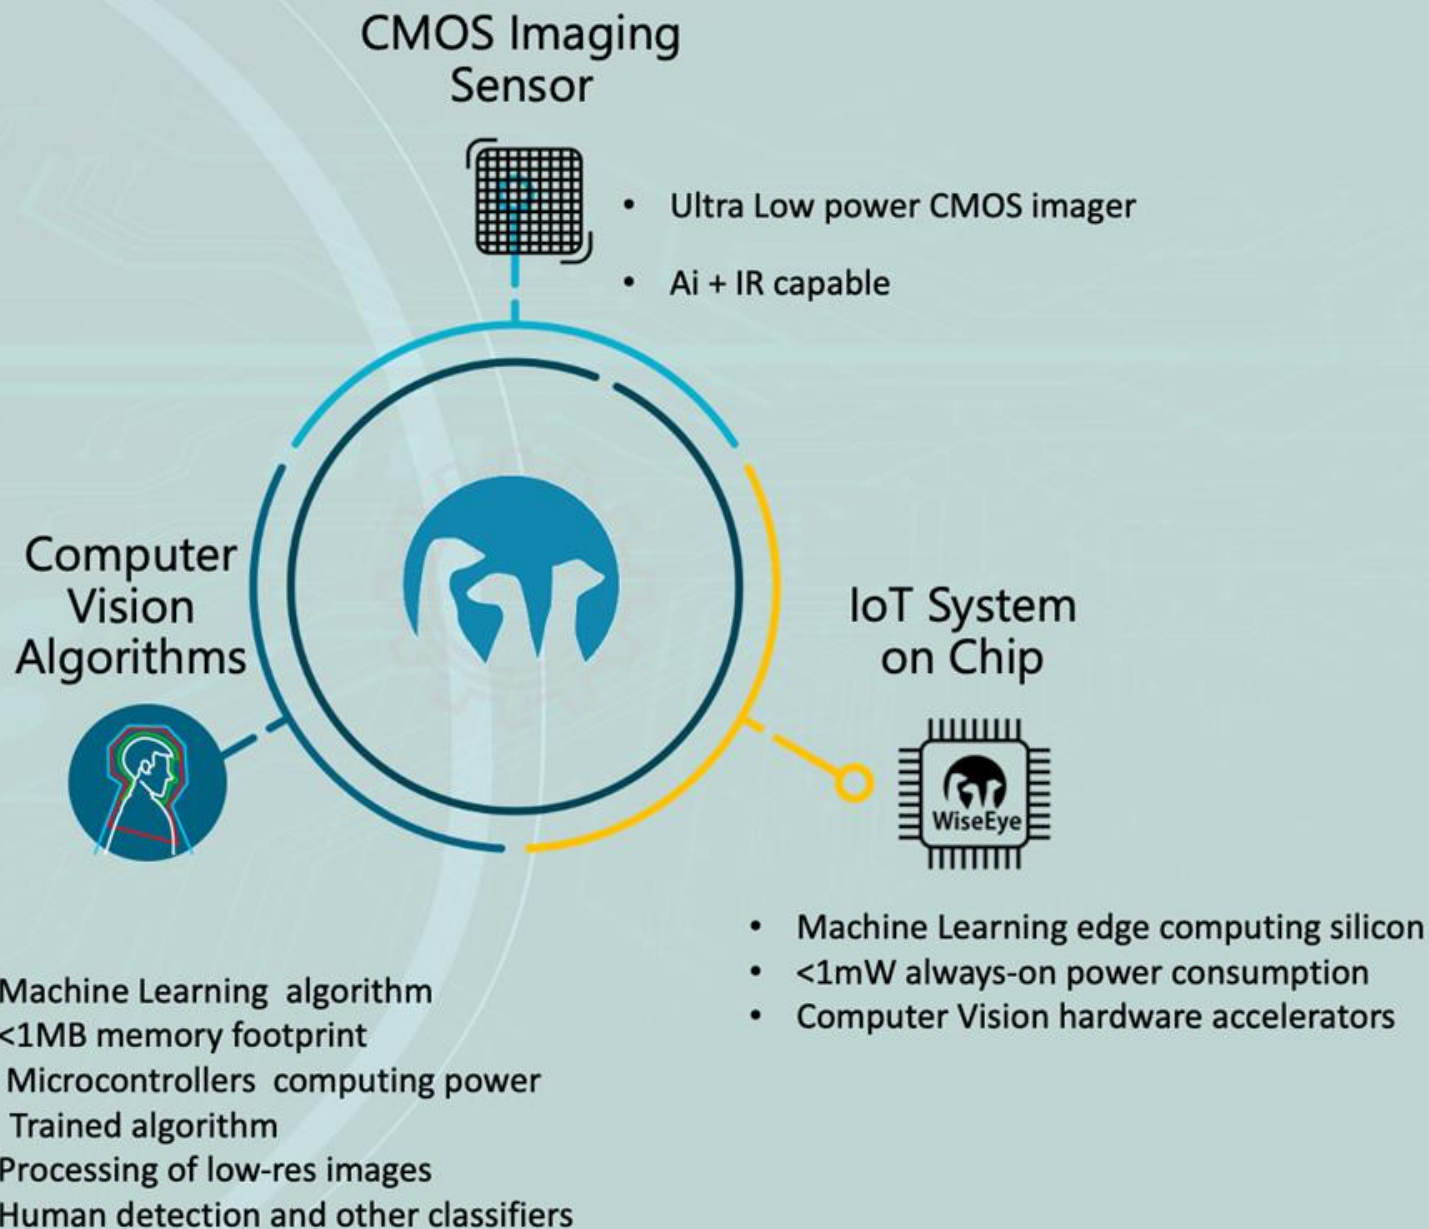 CMOS Imaging
Sensor
• Ultra Low power CMOS imager
• Ai + IR capable
Computer
Vision
Algorithms
IoT System
on Chip
WiseEye
• Machine Learning edge computing silicon
• <1mW always-on power consumption
• Computer Vision hardware accelerators
Machine Learning algorithm
<1MB memory footprint
Microcontrollers computing power
Trained algorithm
Processing of low-res images
Human detection and other classifiers